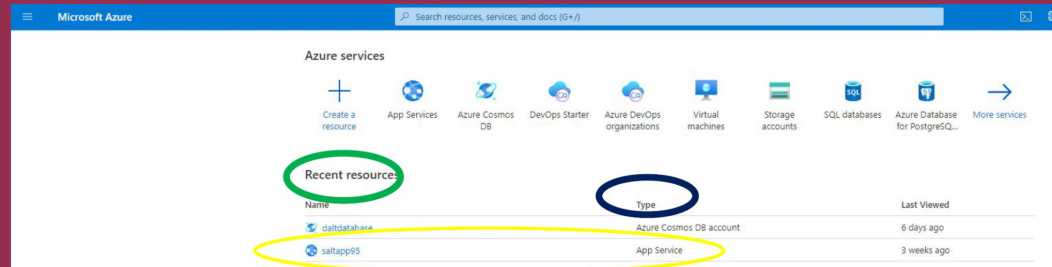 Microsoft Azure
Search resources, services, and docs (G+/)
Azure services
Create a resource
App Services
Azure Cosmos DB
DevOps Starter
Azure DevOps organizations
Virtual machines
Storage accounts
SQL databases
Azure Database for PostgreSQ...
More services
Recent resources
Name Type Last Viewed
daltdatabase Azure Cosmos DB account 6 days ago
saltapp95 App Service 3 weeks ago